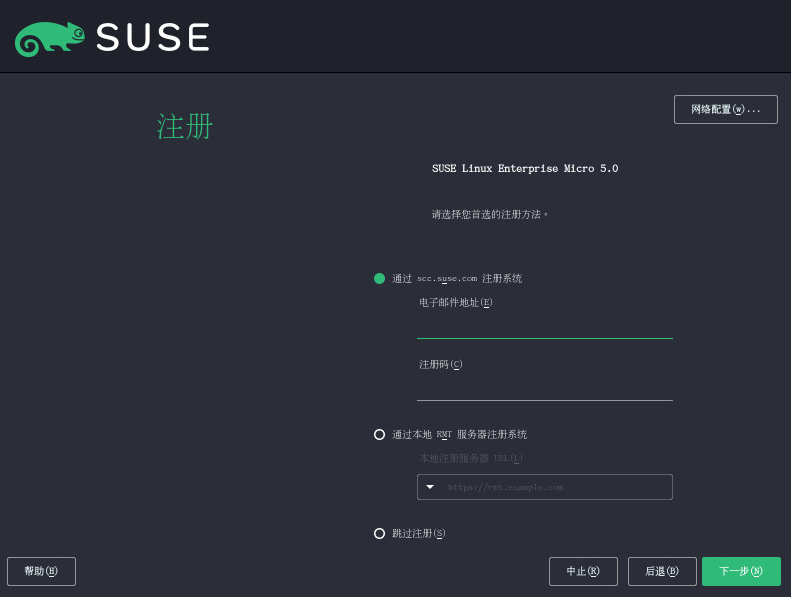 SUSE
网络配置(w)...
注册
SUSE Linux Enterprise Micro 5.0
请选择您首选的注册方法。
通过 scc.suse.com 注册系统
电子邮件地址(E)
注册码(C)
通过本地 RMT 服务器注册系统
本地注册服务器 URL(L)
https://rmt.example.com
跳过注册(S)
帮助(H)
中止(R)
后退(B)
下一步(N)